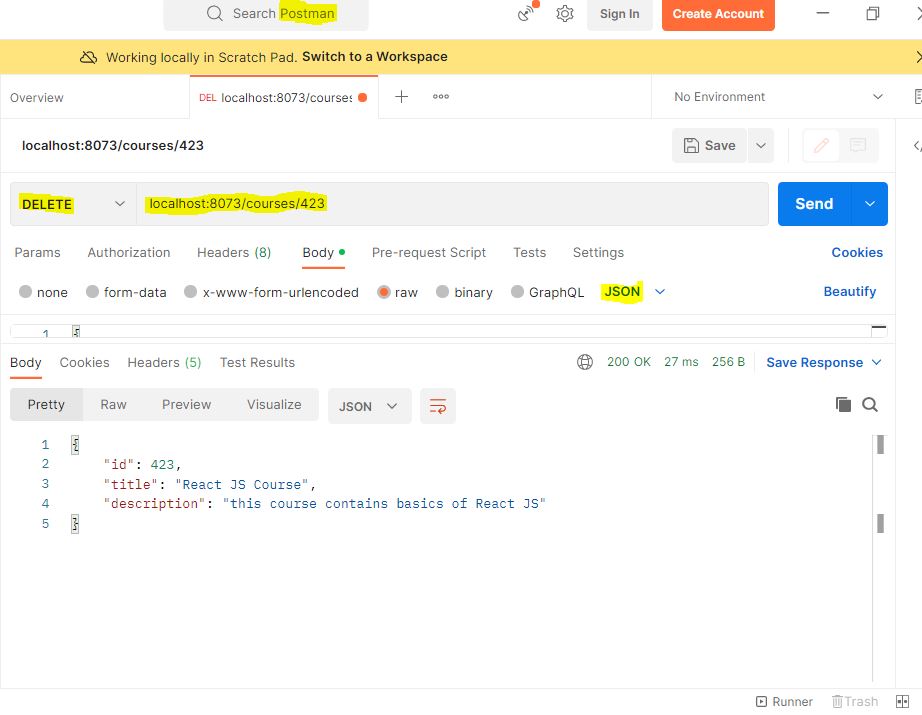 Search Postman
Sign In
Create Account
Working locally in Scratch Pad. Switch to a Workspace
Overview
DEL localhost:8073/courses
No Environment
localhost:8073/courses/423
Save
DELETE
localhost:8073/courses/423
Send
Params Authorization Headers (8) Body Pre-request Script Tests Settings Cookies
none form-data x-www-form-urlencoded raw binary GraphQL JSON Beautify
1 {
Body Cookies Headers (5) Test Results 200 OK 27 ms 256 B Save Response
Pretty Raw Preview Visualize JSON
1 {
2 "id": 423,
3 "title": "React JS Course",
4 "description": "this course contains basics of React JS"
5 }
Runner Trash